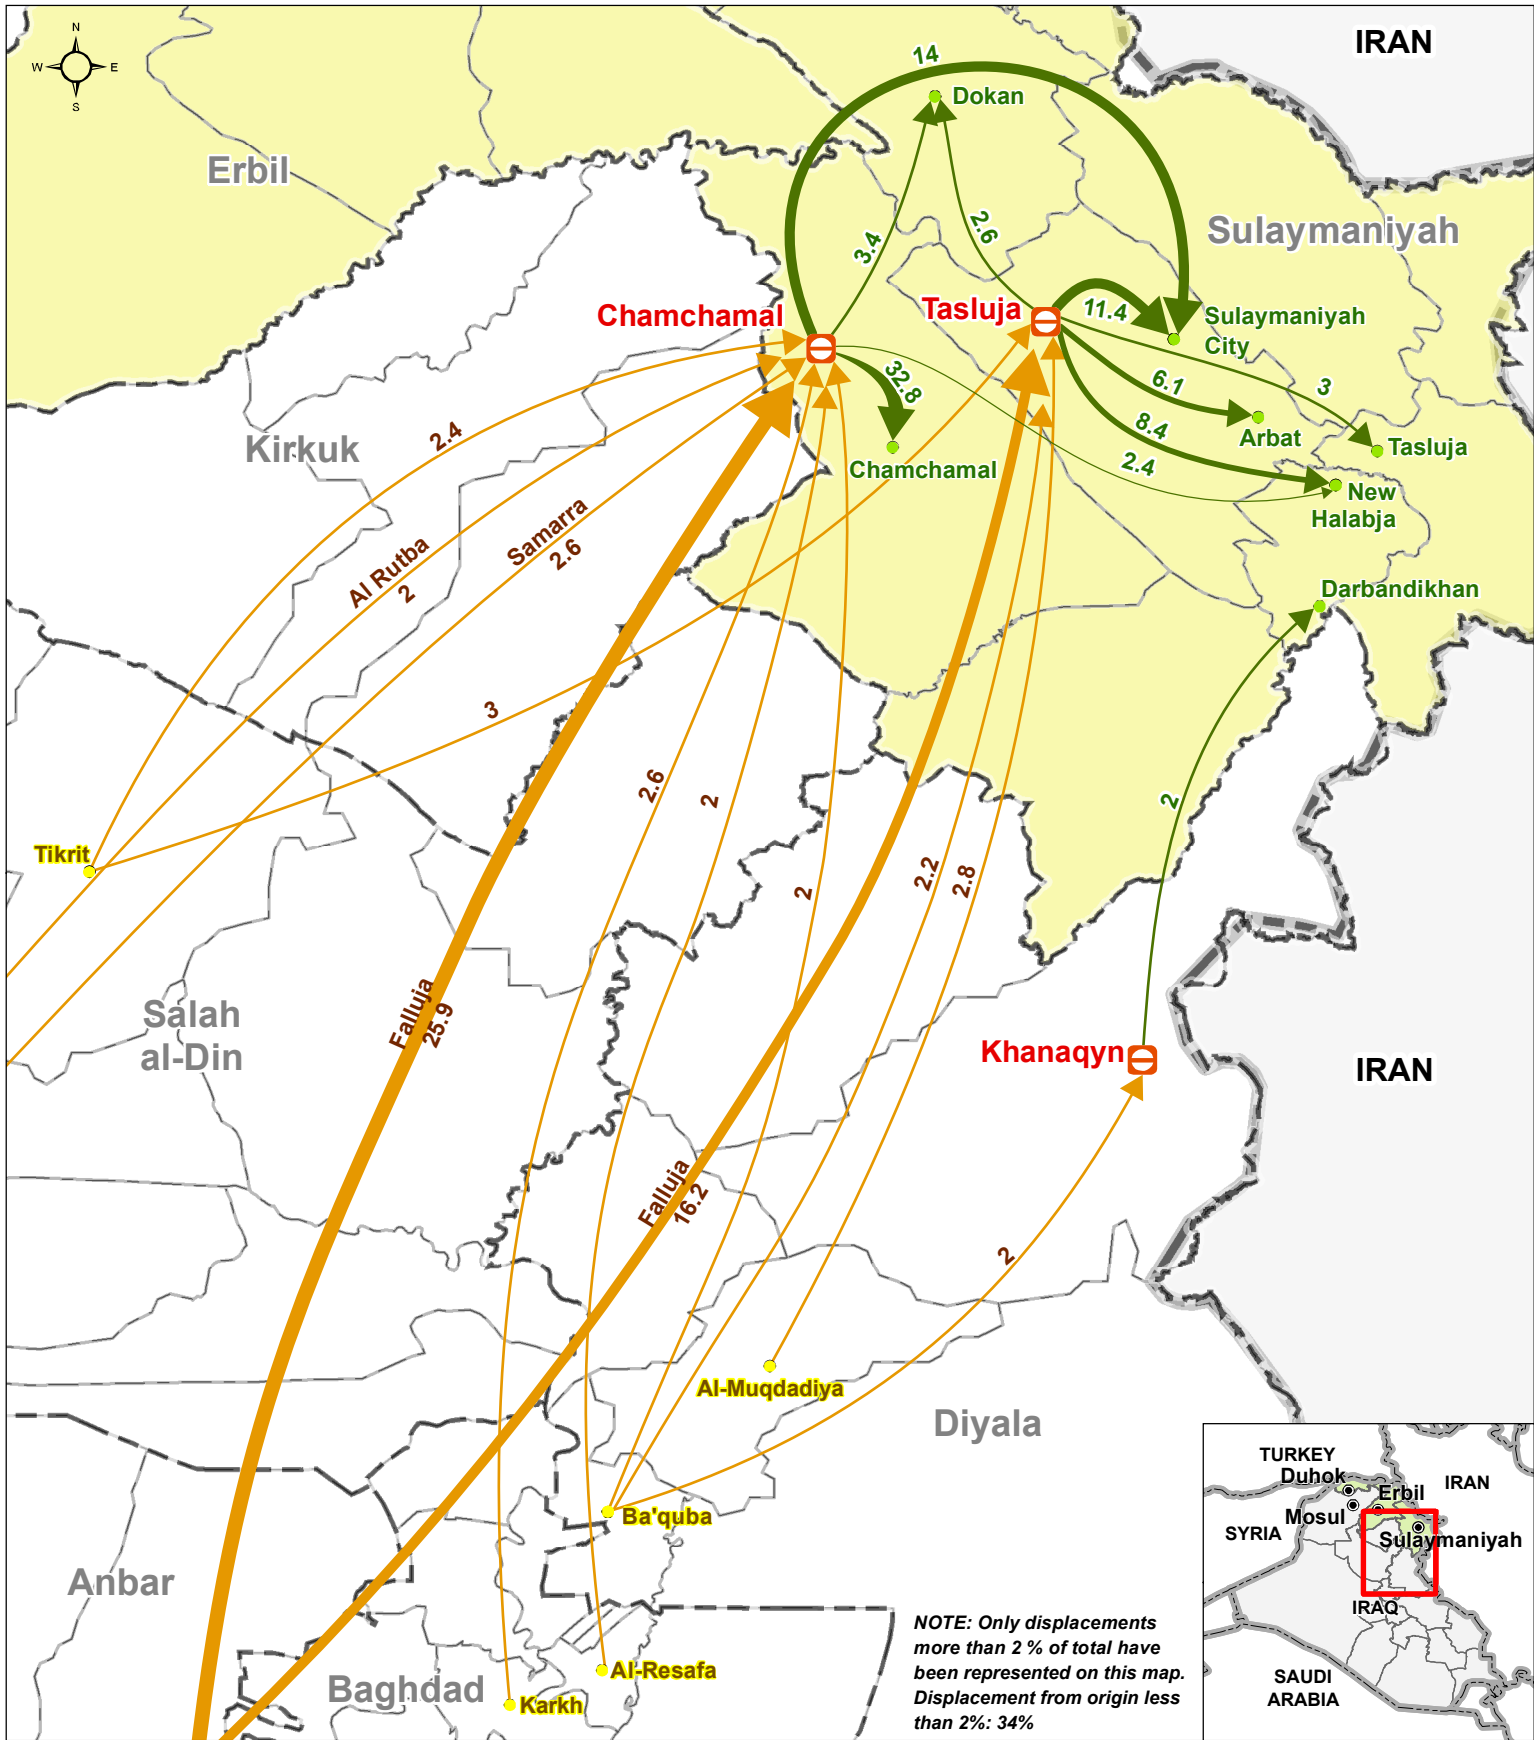 N
W
E
S
IRAN
14
Dokan
Erbil
Sulaymaniyah
3.4
2.6
Chamchamal
Tasluja
11.4
Sulaymaniyah
City
32.8
6.1
3
2.4
Kirkuk
Arbat
8.4
Tasluja
Chamchamal
2.4
New
Halabja
Samarra
2.6
Al Rutba
2
Darbandikhan
3
2.6
2
2
Tikrit
2
2.2
2.8
Salah
al-Din
Falluja
25.9
Khanaqyn
IRAN
Falluja
16.2
2
Al-Muqdadiya
Diyala
Ba'quba
Anbar
Al-Resafa
Baghdad
Karkh
NOTE: Only displacements
more than 2 % of total have
been represented on this map.
Displacement from origin less
than 2%: 34%
TURKEY
Duhok
IRAN
Erbil
Mosul
SYRIA
Sulaymaniyah
IRAQ
SAUDI
ARABIA